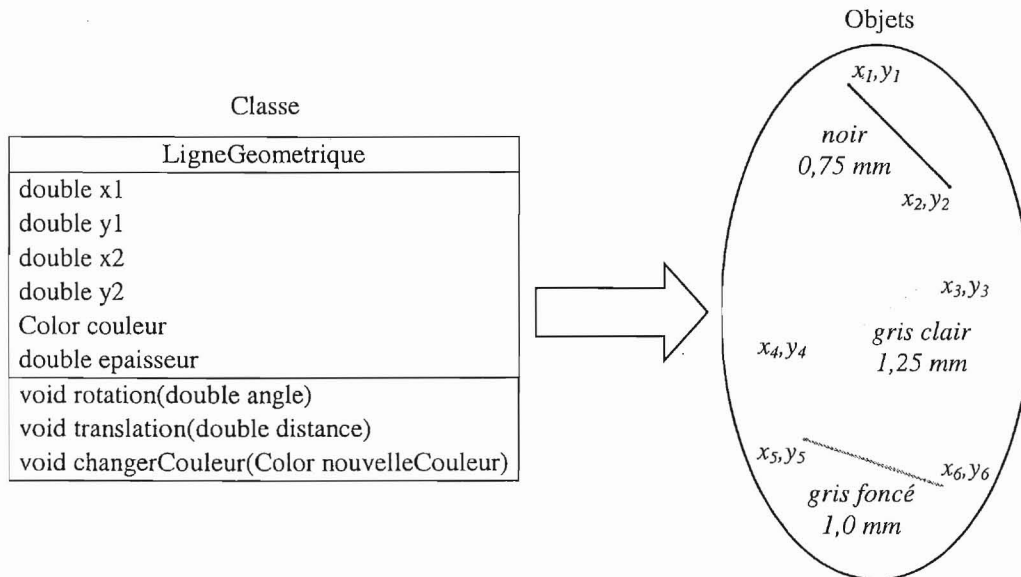 Classe
LigneGeometrique
double x1
double y1
double x2
double y2
Color couleur
double epaisseur
void rotation(double angle)
void translation(double distance)
void changerCouleur(Color nouvelleCouleur)
Objets
x1,y1
noir
0,75 mm
x2,y2
x3,y3
gris clair
1,25 mm
x4,y4
x5,y5
x6,y6
gris foncé
1,0 mm